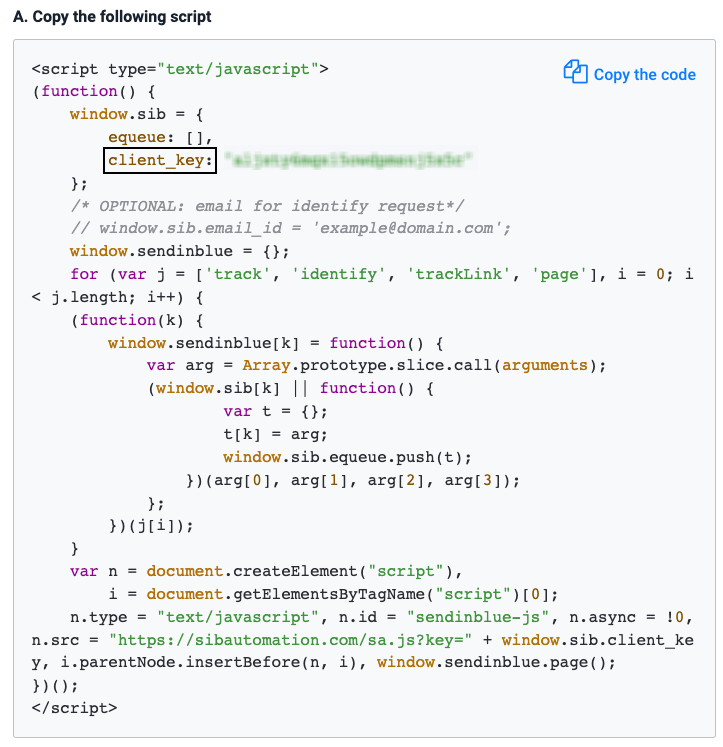 A. Copy the following script
<script type="text/javascript">
Copy the code
(function() {
window.sib = {
equeue: [],
client_key:
};
/* OPTIONAL: email for identify request*/
// window.sib.email_id = 'example@domain.com';
window.sendinblue = {};
for (var j = ['track', 'identify', 'trackLink', 'page'], i = 0; i
< j.length; i++) {
(function(k) {
window.sendinblue[k] = function() {
var arg = Array.prototype.slice.call(arguments);
(window.sib[k] || function() {
var t = {};
t[k] = arg;
window.sib.equeue.push(t);
})(arg[0], arg[1], arg[2], arg[3]);
};
})(j[i]);
}
var n = document.createElement("script"),
i = document.getElementsByTagName("script")[0];
n.type = "text/javascript", n.id = "sendinblue-js", n.async = !0,
n.src = "https://sibautomation.com/sa.js?key=" + window.sib.client_ke
y, i.parentNode.insertBefore(n, i), window.sendinblue.page();
})();
</script>